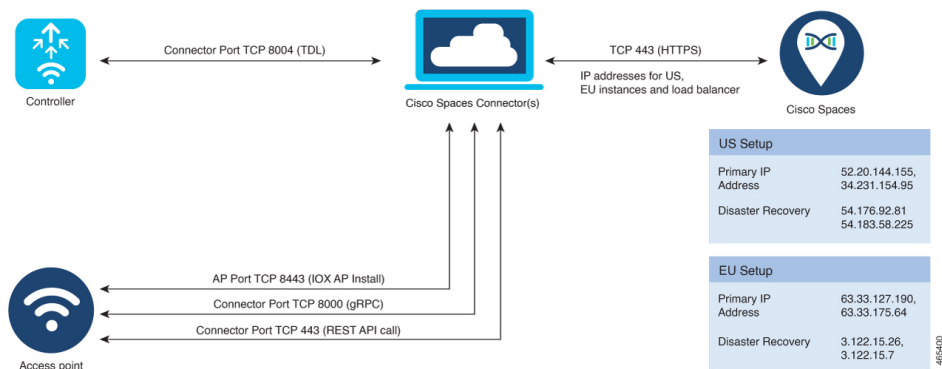 Connector Port TCP 8004 (TDL)
TCP 443 (HTTPS)
IP addresses for US,
EU instances and load balancer
Controller
Cisco Spaces Connector(s)
Cisco Spaces
US Setup
Primary IP
Address
52.20.144.155,
34.231.154.95
Disaster Recovery
54.176.92.81
54.183.58.225
AP Port TCP 8443 (IOX AP Install)
Connector Port TCP 8000 (gRPC)
Connector Port TCP 443 (REST API call)
Access point
EU Setup
Primary IP
Address
63.33.127.190,
63.33.175.64
Disaster Recovery
3.122.15.26,
3.122.15.7
465400